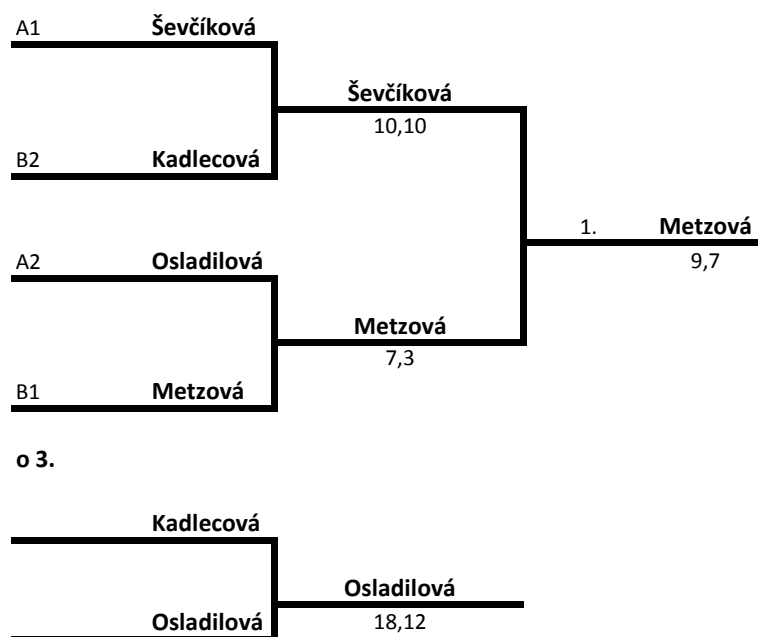 A1 Ševčíková
Ševčíková
10,10
B2 Kadlecová
1. Metzová
9,7
A2 Osladilová
Metzová
7,3
B1 Metzová
o 3.
Kadlecová
Osladilová
18,12
Osladilová